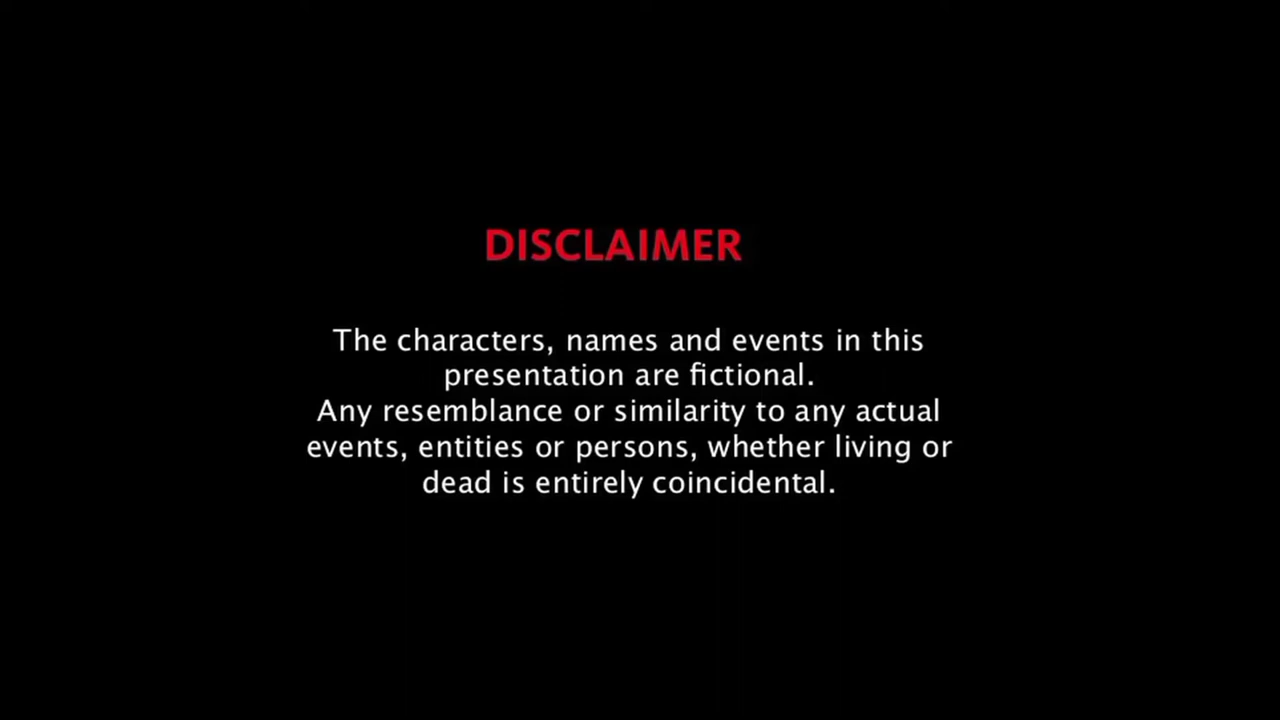 DISCLAIMER
The characters, names and events in this
presentation are fictional.
Any resemblance or similarity to any actual
events, entities or persons, whether living or
dead is entirely coincidental.